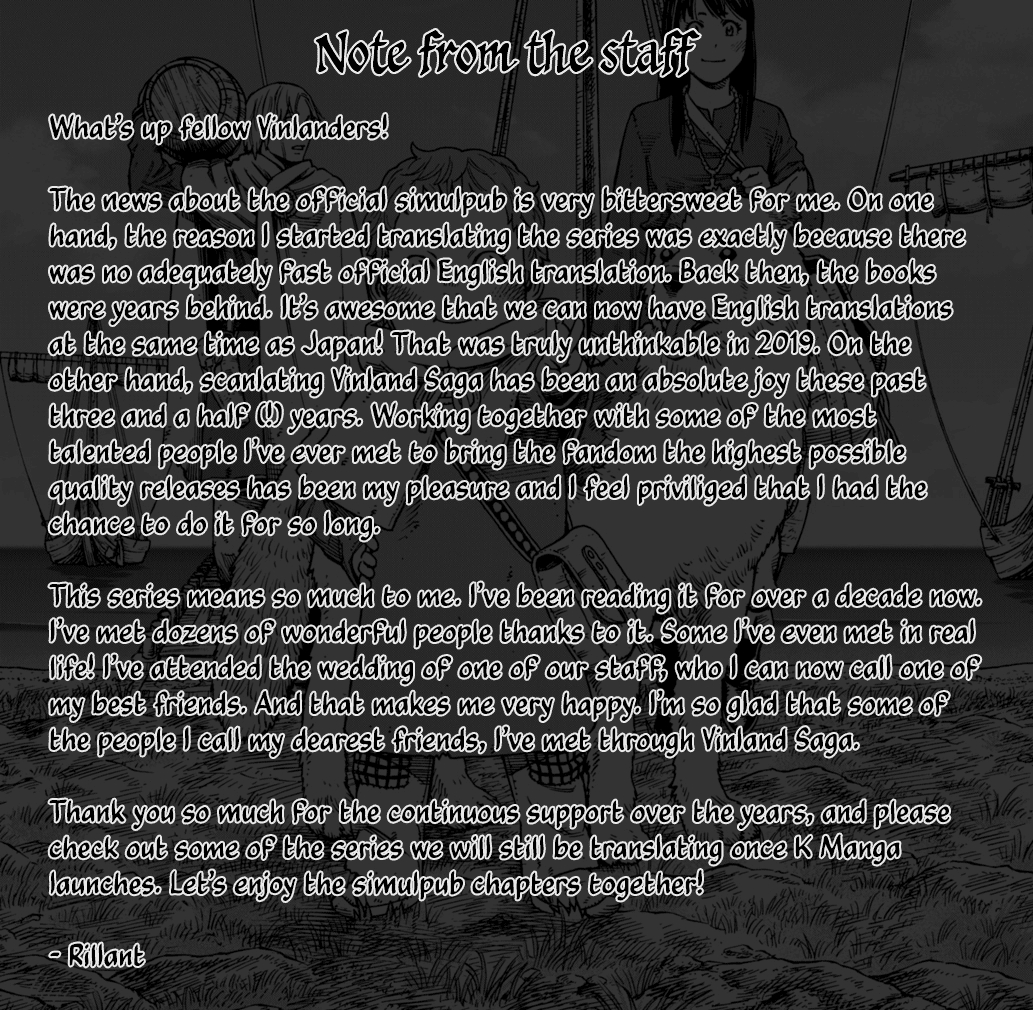 Note from the staff
What's up fellow Vinlanders!
The news about the official simulpub is very bittersweet for me. On one
hand, the reason I started translating the series was exactly because there
was no adequately fast official English translation. Back then, the books
were years behind. It's awesome that we can now have English translations
at the same time as Japan! That was truly unthinkable in 2019. On the
other hand, scanlating Vinland Saga has been an absolute joy these past
three and a half (!!) years. Working together with some of the most
talented people I've ever met to bring the fandom the highest possible
quality releases has been my pleasure and I feel priviliged that I had the
chance to do it for so long.
This series means so much to me. I've been reading it for over a decade now.
I've met dozens of wonderful people thanks to it. Some I've even met in real
life! I've attended the wedding of one of our staff, who I can now call one of
my best friends. And that makes me very happy. I'm so glad that some of
the people I call my dearest friends, I've met through Vinland Saga.
Thank you so much for the continuous support over the years, and please
check out some of the series we will still be translating once K Manga
launches. Let's enjoy the simulpub chapters together!
- Rillant